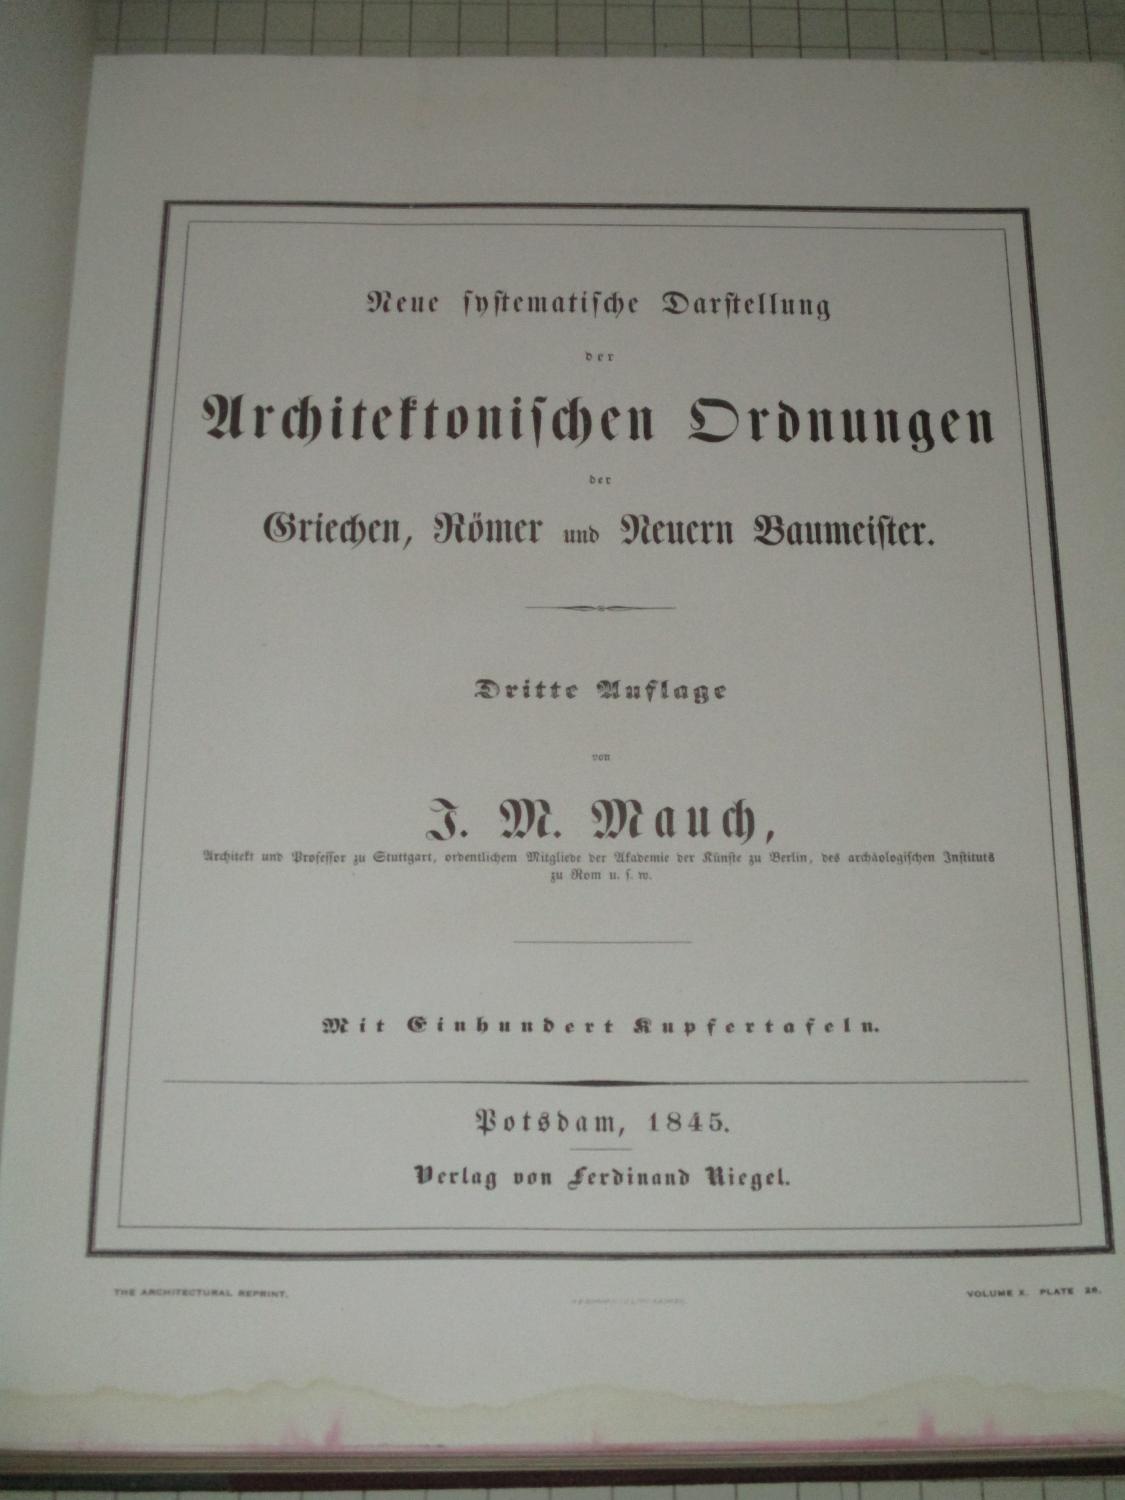 Neue ſyſtematiſche Darſtellung
der
Architektoniſchen Ordnungen
der
Griechen, Römer und Neuern Baumeiſter.
Dritte Auflage
von
J. M. Mauch,
Architekt und Profeſſor zu Stuttgart, ordentlichem Mitgliede der Akademie der Künſte zu Berlin, des archäologiſchen Inſtituts
zu Rom u. ſ. w.
Mit Einhundert Kupfertafeln.
Potsdam, 1845.
Verlag von Ferdinand Riegel.
THE ARCHITECTURAL REPRINT.
VOLUME X. PLATE 26.